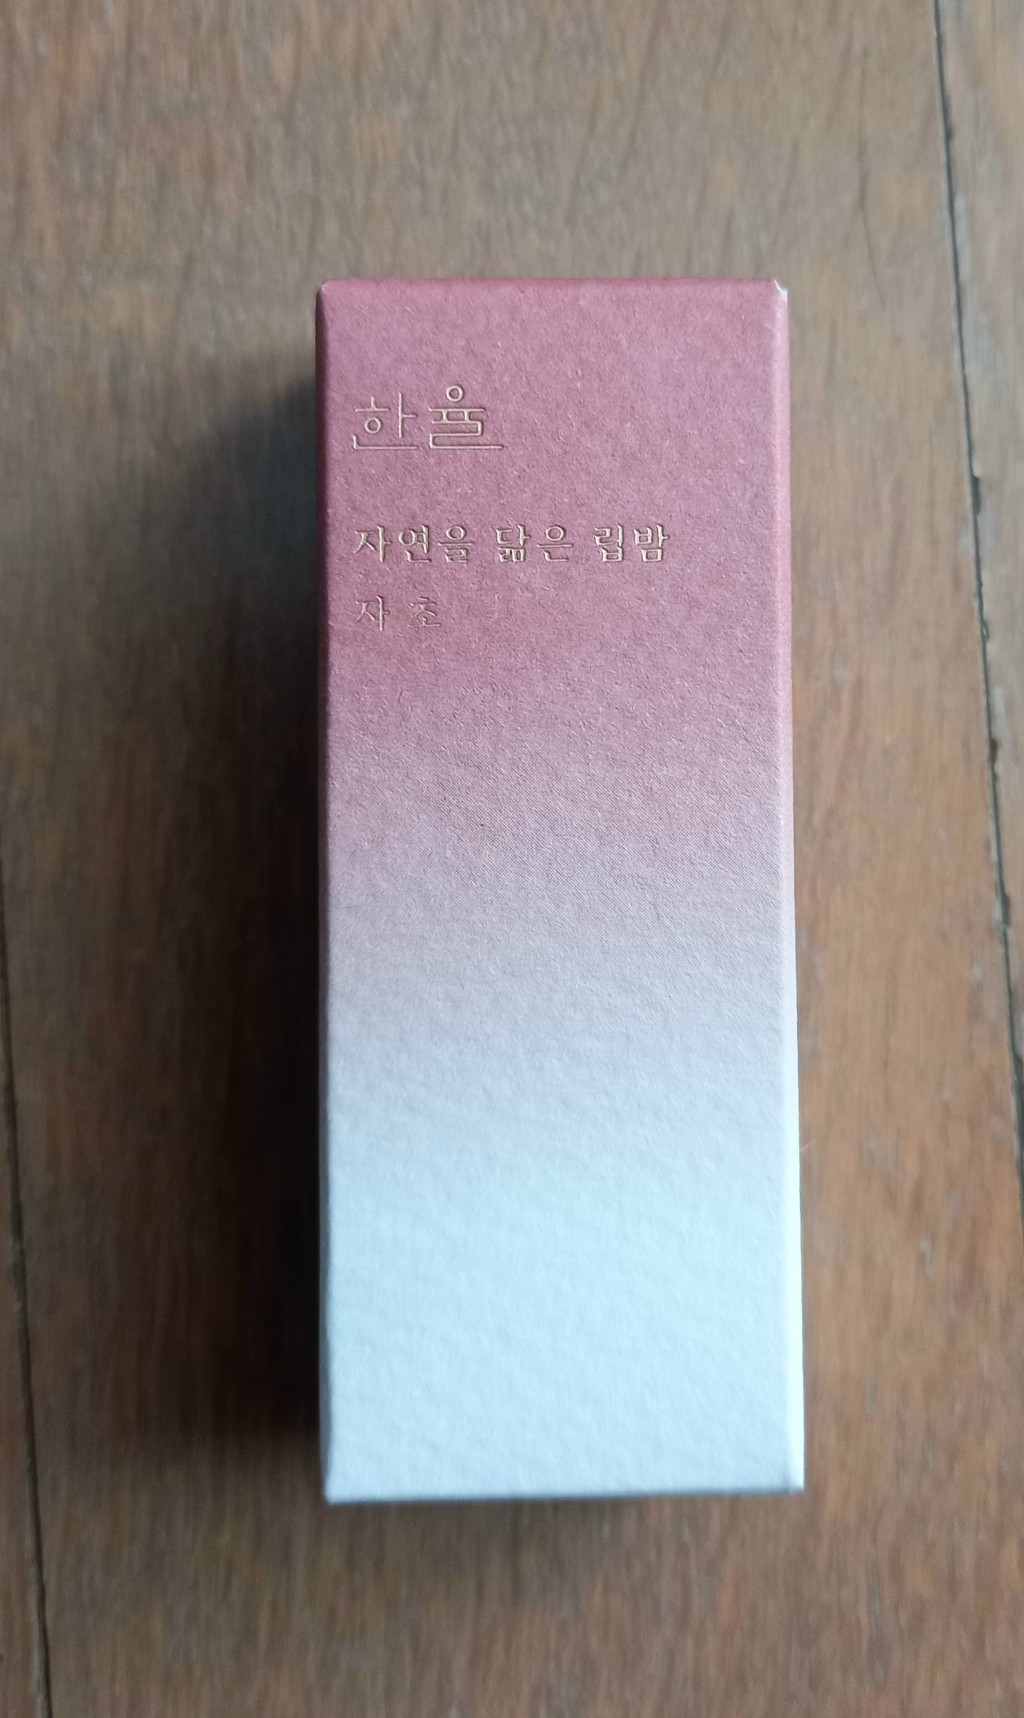 한율
자연을 닮은 립밤
자초